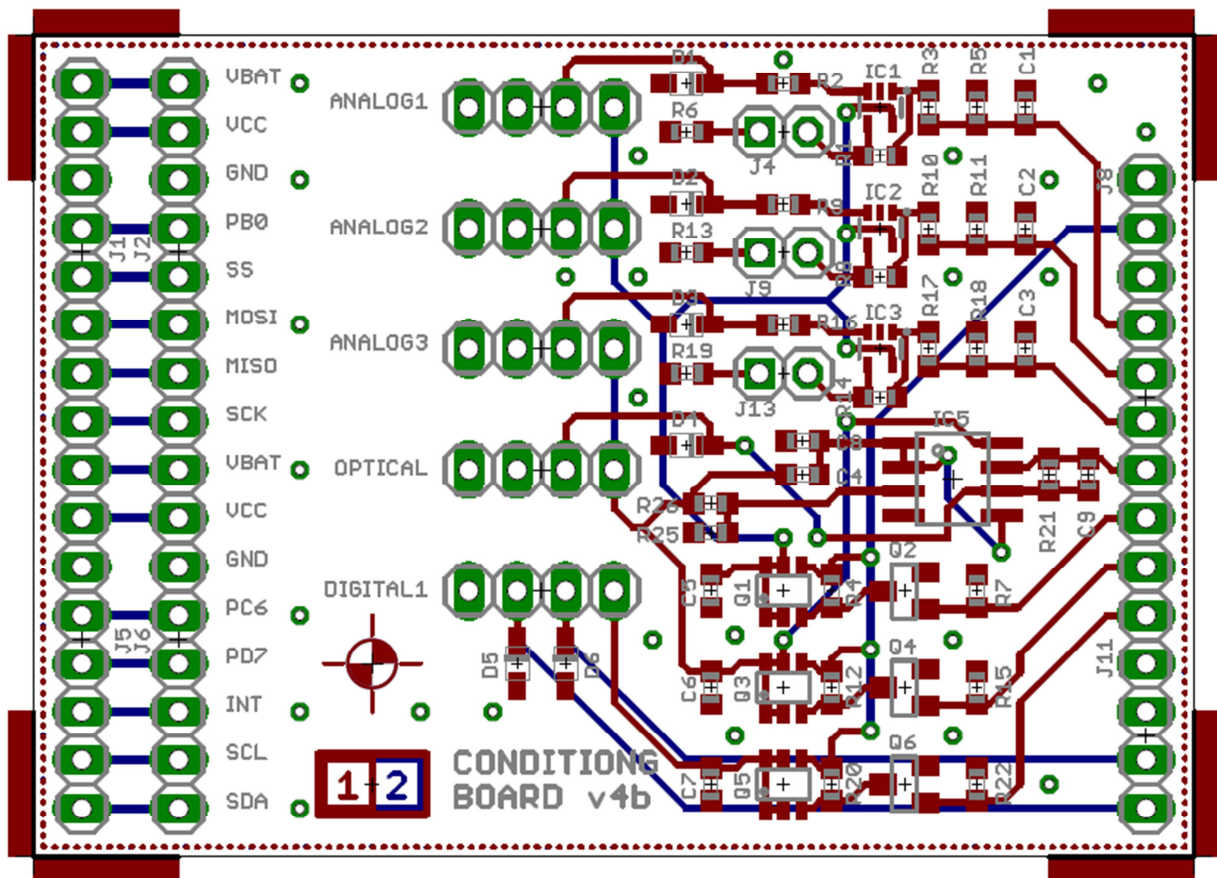 VBAT
VCC
GND
PB0
J1
J2
SS
MOSI
MISO
SCK
VBAT
VCC
GND
PC6
J5
J6
PD7
INT
SCL
SDA
ANALOG1
ANALOG2
ANALOG3
OPTICAL
DIGITAL1
D5
D6
1 2
CONDITIONG
BOARD v4b
D1
R2
IC1
R3
R5
C1
R6
J4
R1
D2
R9
IC2
R10
R11
C2
R13
J9
R8
D3
R16
IC3
R17
R18
C3
R19
J13
R14
D4
C8
IC5
C4
R26
R25
R21
C9
C5
Q1
R4
Q2
R7
C6
Q3
R12
Q4
R15
C7
Q5
R20
Q6
R22
J8
J11